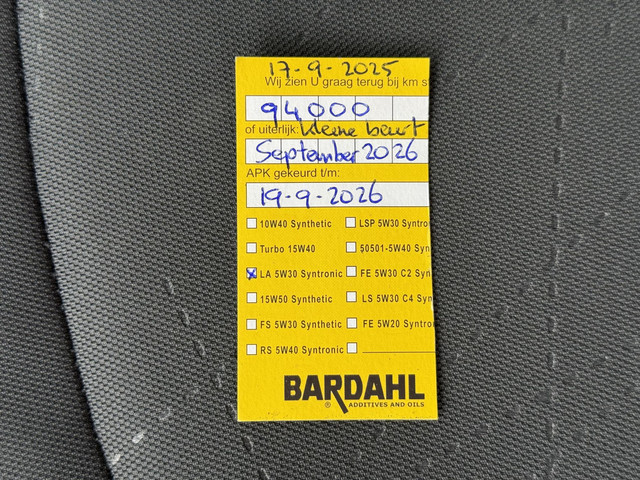 17-9-2025
Wij zien U graag terug bij km st
94000
of uiterlijk: kleine beurt
September 2026
APK gekeurd t/m:
19-9-2026
10W40 Synthetic LSP 5W30 Syntro
Turbo 15W40 50501-5W40 Syn
LA 5W30 Syntronic FE 5W30 C2 Syn
15W50 Synthetic LS 5W30 C4 Syn
FS 5W30 Synthetic FE 5W20 Syntro
RS 5W40 Syntronic
BARDAHL
® ADDITIVES AND OILS